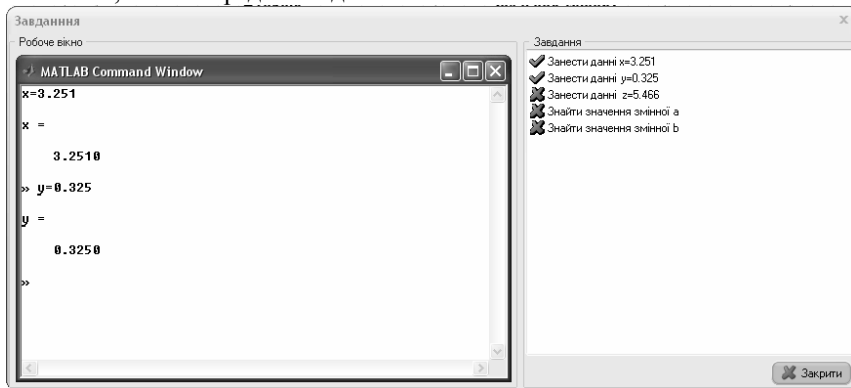 Завданння
Робоче вікно
MATLAB Command Window
x=3.251
x =
3.2510
» y=0.325
y =
0.3250
»
Завдання
Занести данні x=3.251
Занести данні y=0.325
Занести данні z=5.466
Знайти значення змінної a
Знайти значення змінної b
Закрити